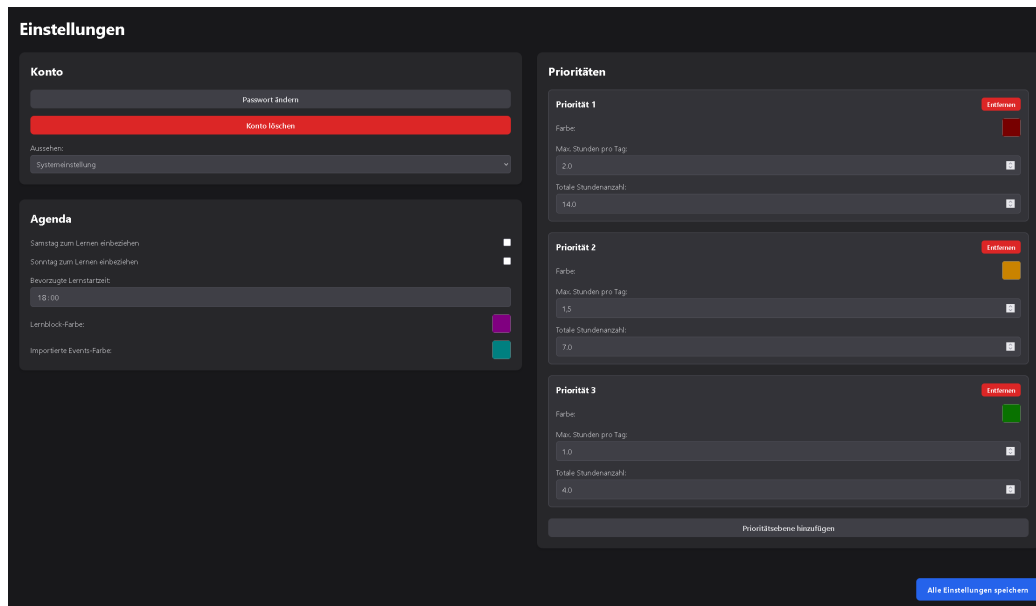 Einstellungen
Konto
Passwort ändern
Konto löschen
Aussehen:
Systemeinstellung
Agenda
Samstag zum Lernen einbeziehen
Sonntag zum Lernen einbeziehen
Bevorzugte Lernstartzeit:
18:00
Lernblock-Farbe:
Importierte Events-Farbe:
Prioritäten
Priorität 1
Entfernen
Farbe:
Max. Stunden pro Tag:
2.0
Totale Stundenanzahl:
14.0
Priorität 2
Entfernen
Farbe:
Max. Stunden pro Tag:
1.5
Totale Stundenanzahl:
7.0
Priorität 3
Entfernen
Farbe:
Max. Stunden pro Tag:
1.0
Totale Stundenanzahl:
4.0
Prioritätsebene hinzufügen
Alle Einstellungen speichern